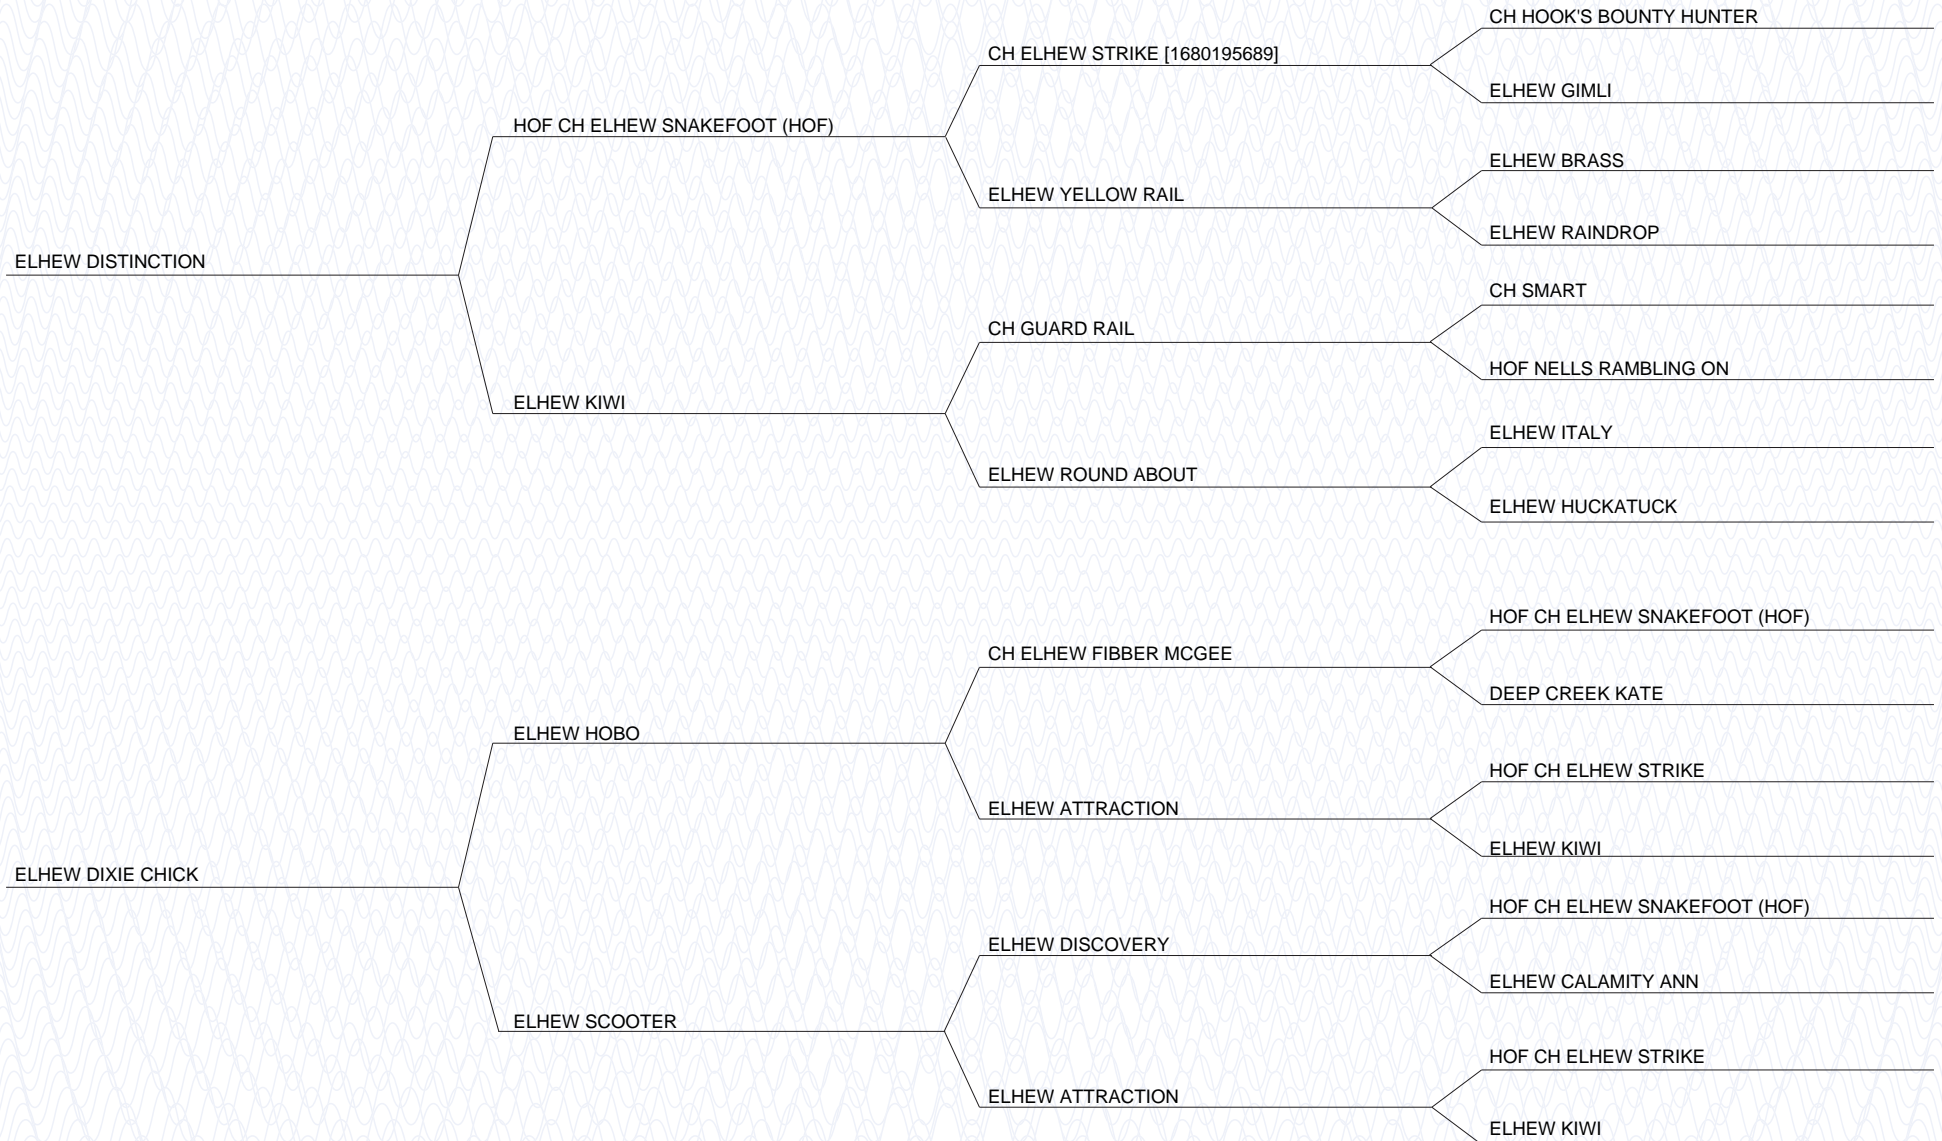 CH HOOK'S BOUNTY HUNTER
CH ELHEW STRIKE [1680195689]
ELHEW GIMLI
HOF CH ELHEW SNAKEFOOT (HOF)
ELHEW BRASS
ELHEW YELLOW RAIL
ELHEW RAINDROP
ELHEW DISTINCTION
CH SMART
CH GUARD RAIL
HOF NELLS RAMBLING ON
ELHEW KIWI
ELHEW ITALY
ELHEW ROUND ABOUT
ELHEW HUCKATUCK
HOF CH ELHEW SNAKEFOOT (HOF)
CH ELHEW FIBBER MCGEE
DEEP CREEK KATE
ELHEW HOBO
HOF CH ELHEW STRIKE
ELHEW ATTRACTION
ELHEW KIWI
ELHEW DIXIE CHICK
HOF CH ELHEW SNAKEFOOT (HOF)
ELHEW DISCOVERY
ELHEW CALAMITY ANN
ELHEW SCOOTER
HOF CH ELHEW STRIKE
ELHEW ATTRACTION
ELHEW KIWI